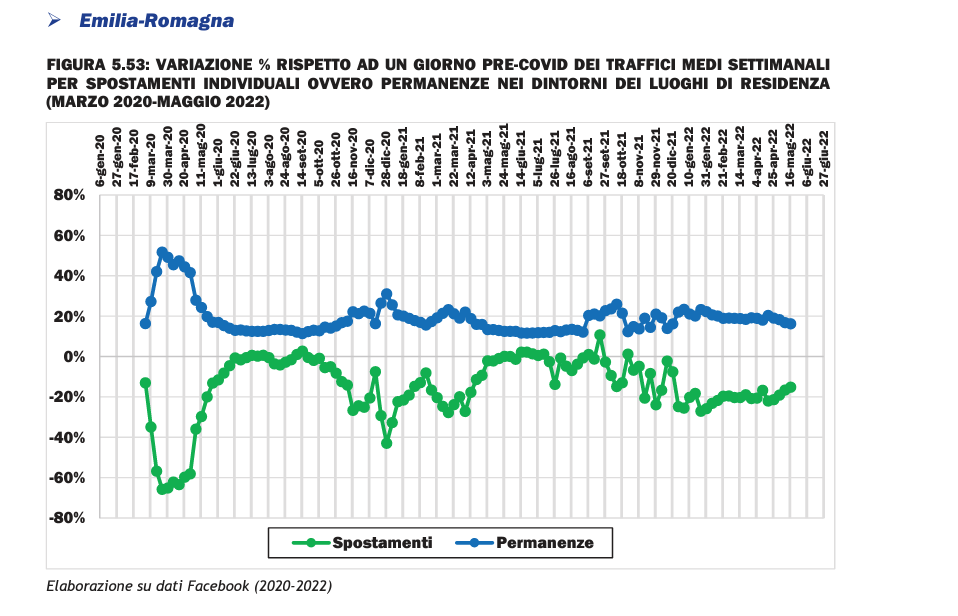 ➢ Emilia-Romagna
FIGURA 5.53: VARIAZIONE % RISPETTO AD UN GIORNO PRE-COVID DEI TRAFFICI MEDI SETTIMANALI
PER SPOSTAMENTI INDIVIDUALI OVVERO PERMANENZE NEI DINTORNI DEI LUOGHI DI RESIDENZA
(MARZO 2020-MAGGIO 2022)
6-gen-20
27-gen-20
17-feb-20
9-mar-20
30-mar-20
20-apr-20
11-mag-20
1-giu-20
22-giu-20
13-lug-20
3-ago-20
24-ago-20
14-set-20
5-ott-20
26-ott-20
16-nov-20
7-dic-20
28-dic-20
18-gen-21
8-feb-21
1-mar-21
22-mar-21
12-apr-21
3-mag-21
24-mag-21
14-giu-21
5-lug-21
26-lug-21
16-ago-21
6-set-21
27-set-21
18-ott-21
8-nov-21
29-nov-21
20-dic-21
10-gen-22
31-gen-22
21-feb-22
14-mar-22
4-apr-22
25-apr-22
16-mag-22
6-giu-22
27-giu-22
80%
60%
40%
20%
0%
-20%
-40%
-60%
-80%
Spostamenti
Permanenze
Elaborazione su dati Facebook (2020-2022)